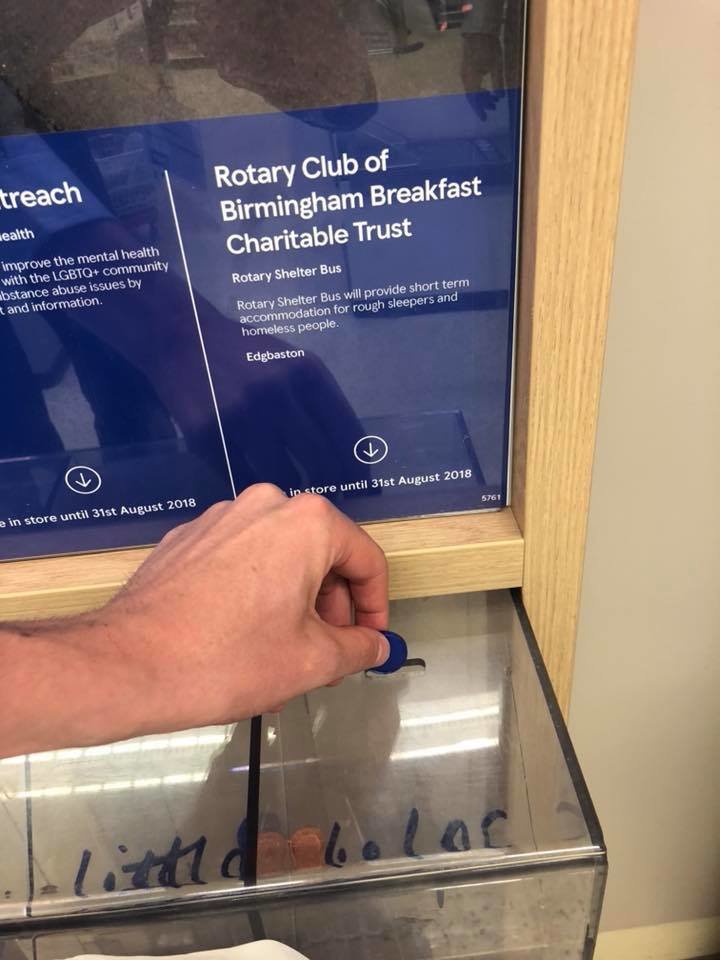 treach
ealth
improve the mental health
with the LGBTQ+ community
bstance abuse issues by
t and information.
e in store until 31st August 2018
Rotary Club of
Birmingham Breakfast
Charitable Trust
Rotary Shelter Bus
Rotary Shelter Bus will provide short term
accommodation for rough sleepers and
homeless people.
Edgbaston
in store until 31st August 2018
5761
little